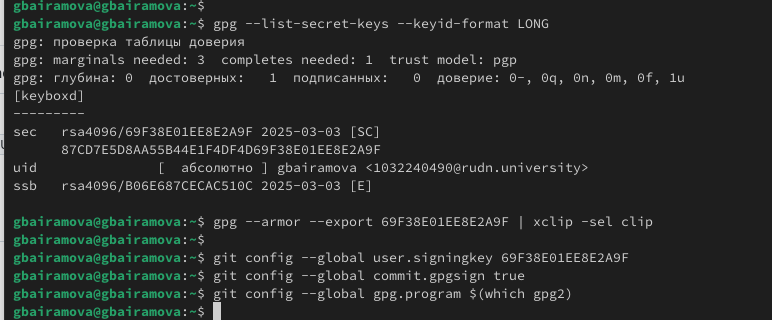 gbairamova@gbairamova:~$
gbairamova@gbairamova:~$ gpg --list-secret-keys --keyid-format LONG
gpg: проверка таблицы доверия
gpg: marginals needed: 3  completes needed: 1  trust model: pgp
gpg: глубина: 0  достоверных:   1  подписанных:   0  доверие: 0-, 0q, 0n, 0m, 0f, 1u
[keyboxd]
---------
sec   rsa4096/69F38E01EE8E2A9F 2025-03-03 [SC]
      87CD7E5D8AA55B44E1F4DF4D69F38E01EE8E2A9F
uid              [  абсолютно ] gbairamova <1032240490@rudn.university>
ssb   rsa4096/B06E687CECAC510C 2025-03-03 [E]
gbairamova@gbairamova:~$ gpg --armor --export 69F38E01EE8E2A9F | xclip -sel clip
gbairamova@gbairamova:~$
gbairamova@gbairamova:~$ git config --global user.signingkey 69F38E01EE8E2A9F
gbairamova@gbairamova:~$ git config --global commit.gpgsign true
gbairamova@gbairamova:~$ git config --global gpg.program $(which gpg2)
gbairamova@gbairamova:~$